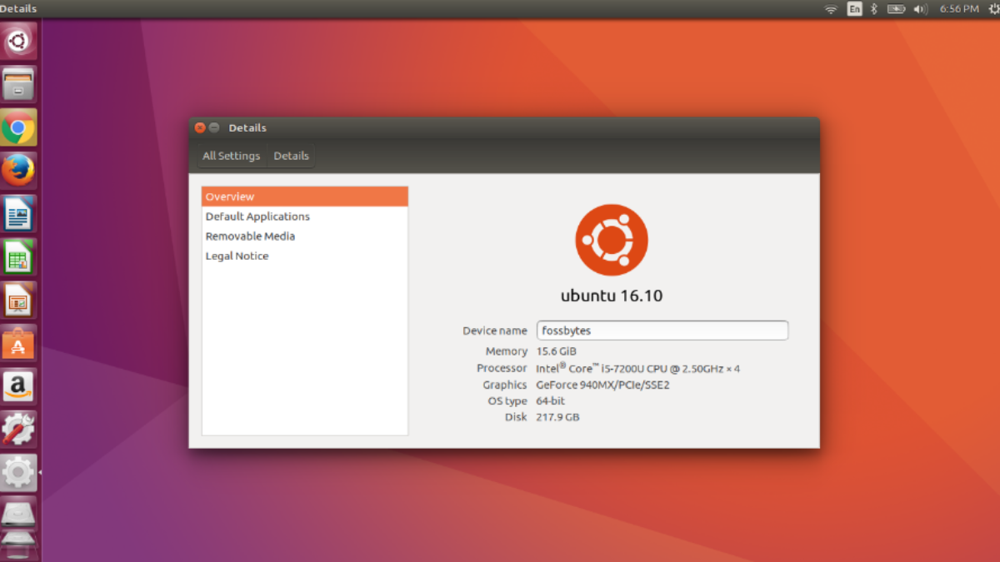 Details
En
6:56 PM
Details
All Settings Details
Overview
Default Applications
Removable Media
Legal Notice
ubuntu 16.10
Device name fossbytes
Memory 15.6 GiB
Processor Intel® Core™ i5-7200U CPU @ 2.50GHz × 4
Graphics GeForce 940MX/PCIe/SSE2
OS type 64-bit
Disk 217.9 GB
A
a